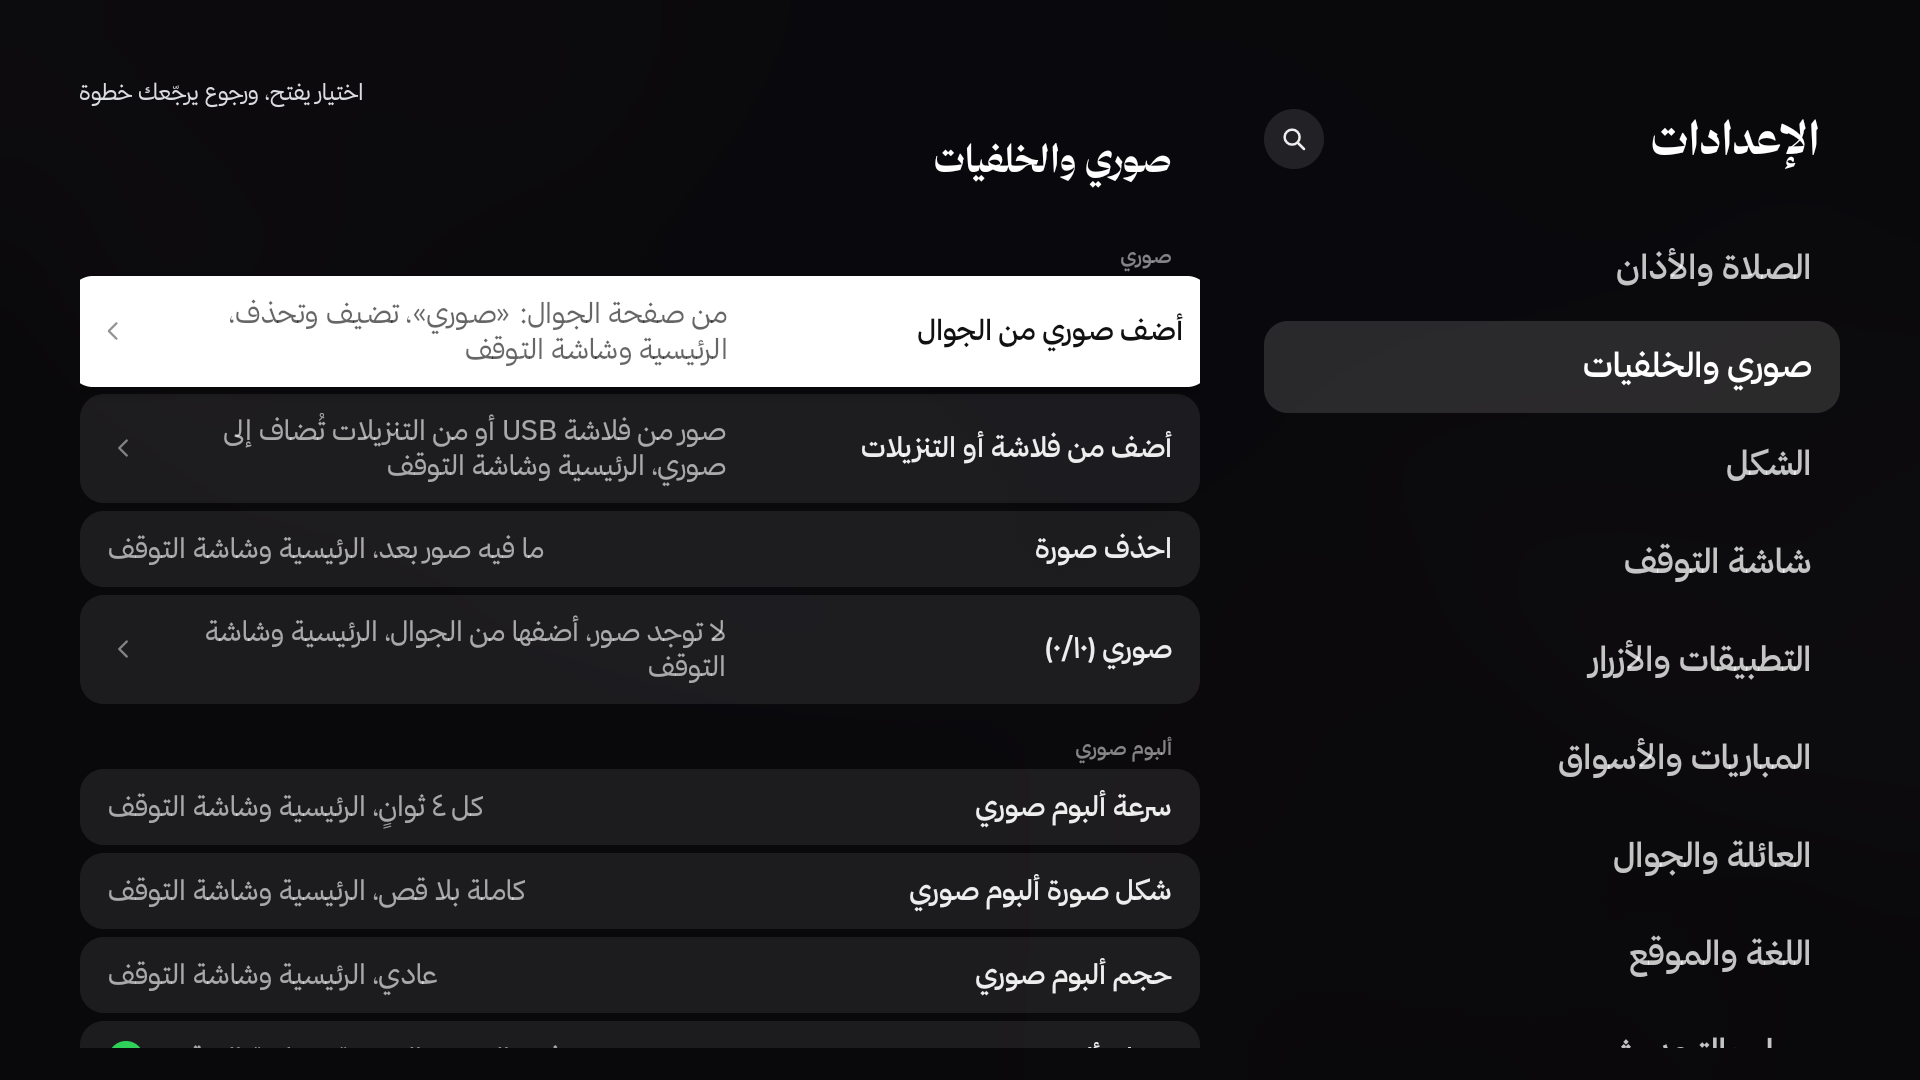 الإعدادات
الصلاة والأذان
صوري والخلفيات
الشكل
شاشة التوقف
التطبيقات والأزرار
المباريات والأسواق
العائلة والجوال
اللغة والموقع
اختيار يفتح، ورجوع يرجّعك خطوة
صوري والخلفيات
صوري
أضف صوري من الجوال
من صفحة الجوال: «صوري»، تضيف وتحذف،
الرئيسية وشاشة التوقف
أضف من فلاشة أو التنزيلات
صور من فلاشة USB أو من التنزيلات تُضاف إلى
صوري، الرئيسية وشاشة التوقف
احذف صورة
ما فيه صور بعد، الرئيسية وشاشة التوقف
صوري (٠/١٠)
لا توجد صور، أضفها من الجوال، الرئيسية وشاشة
التوقف
ألبوم صوري
سرعة ألبوم صوري
كل ٤ ثوانٍ، الرئيسية وشاشة التوقف
شكل صورة ألبوم صوري
كاملة بلا قص، الرئيسية وشاشة التوقف
حجم ألبوم صوري
عادي، الرئيسية وشاشة التوقف